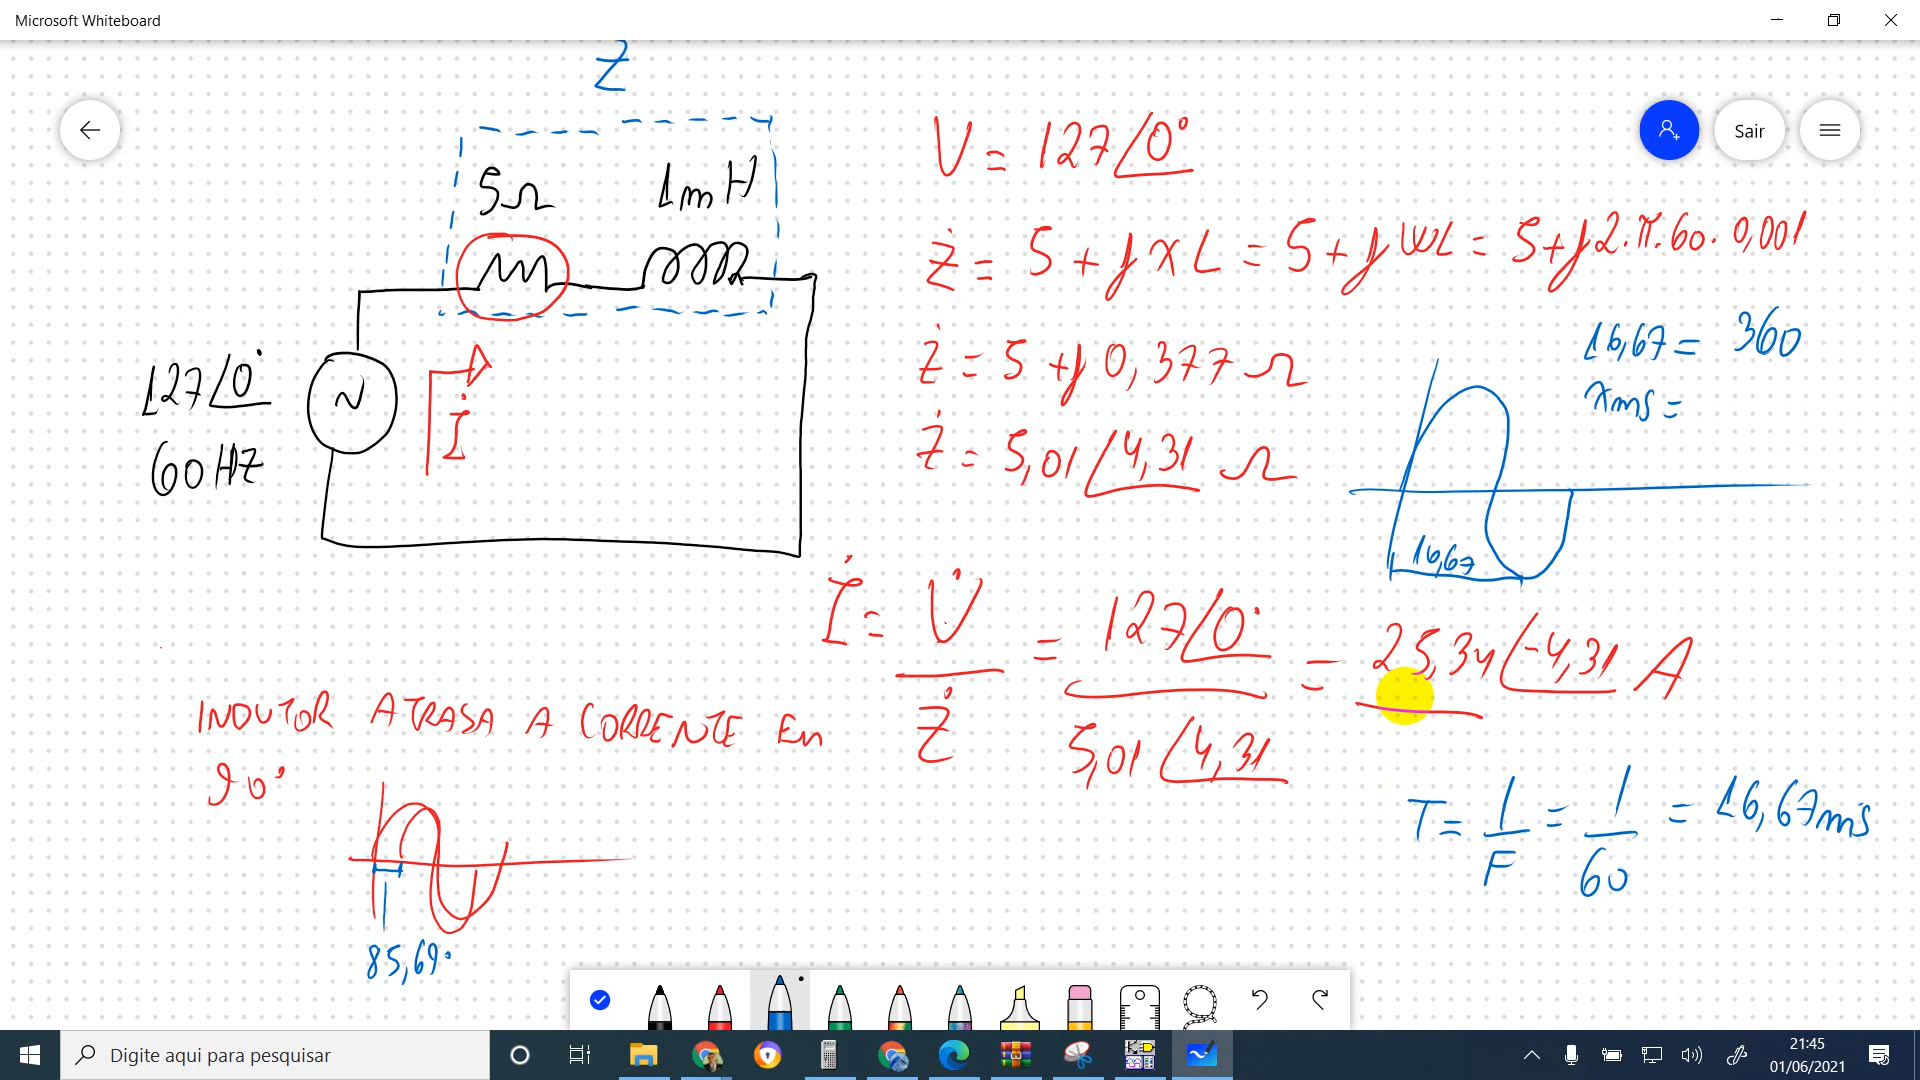 Microsoft Whiteboard
Z
5Ω 1mH
127∠0°
60HZ
İ
V = 127∠0°
Ż = 5 + jXL = 5 + jWL = 5 + j2.π.60.0,001
Ż = 5 + j0,377 Ω
Ż = 5,01∠4,31 Ω
16,67 = 360
xms =
16,67
İ = V̇ / Ż = 127∠0° / 5,01∠4,31 = 25,34∠-4,31 A
INDUTOR ATRASA A CORRENTE EM
90°
85,69°
T = 1/F = 1/60 = 16,67ms
Sair
Digite aqui para pesquisar
21:45
01/06/2021